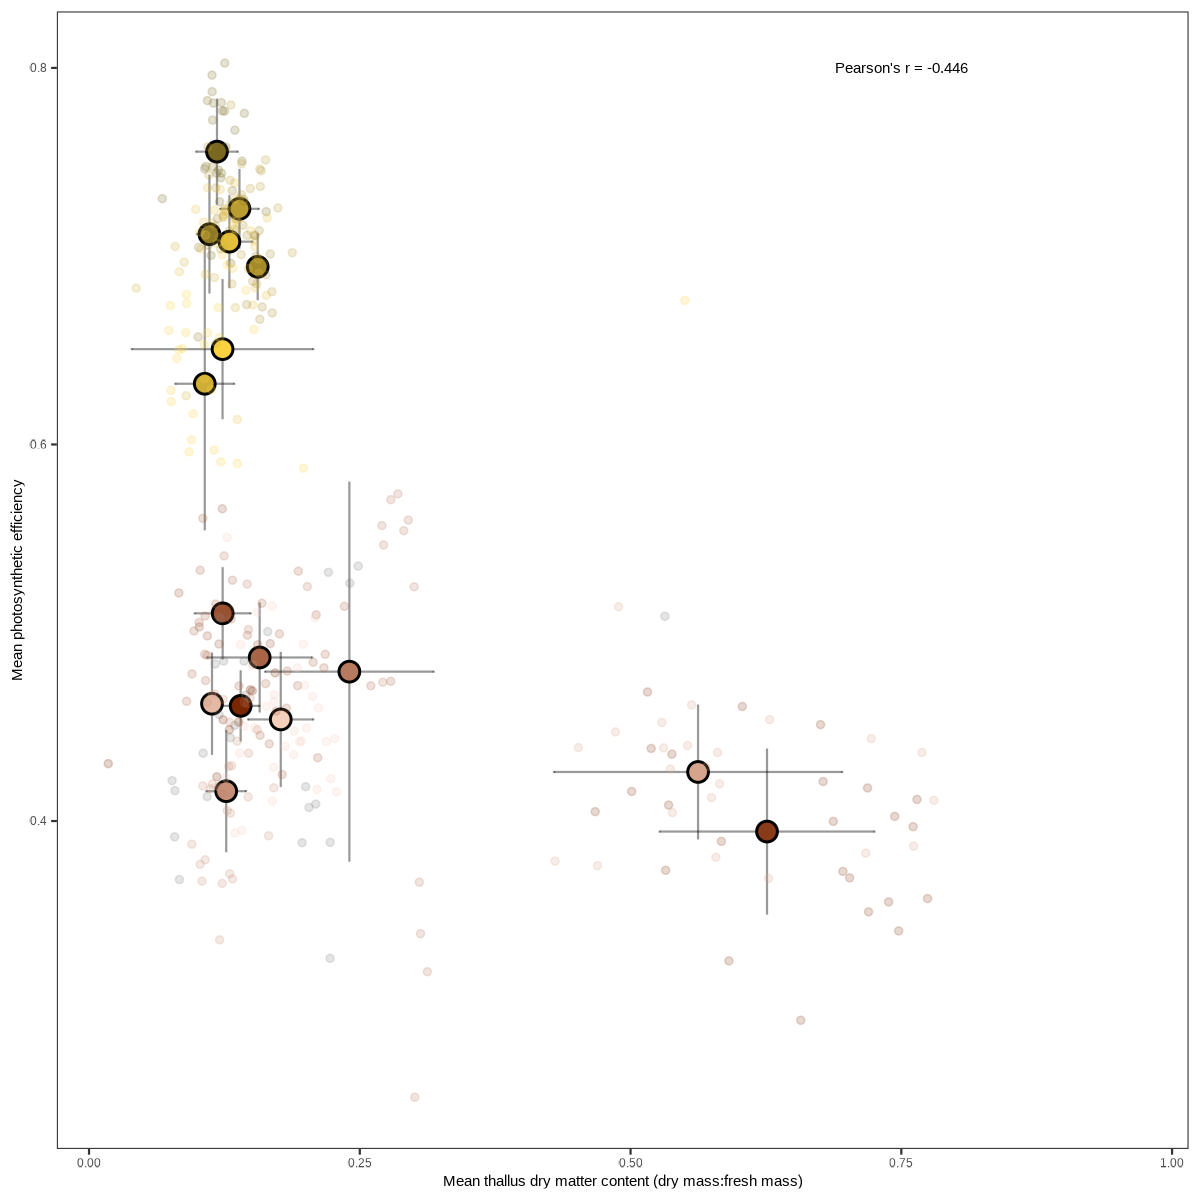 Pearson's r = -0.446
0.8
0.6
0.4
Mean photosynthetic efficiency
0.00
0.25
0.50
0.75
1.00
Mean thallus dry matter content (dry mass:fresh mass)